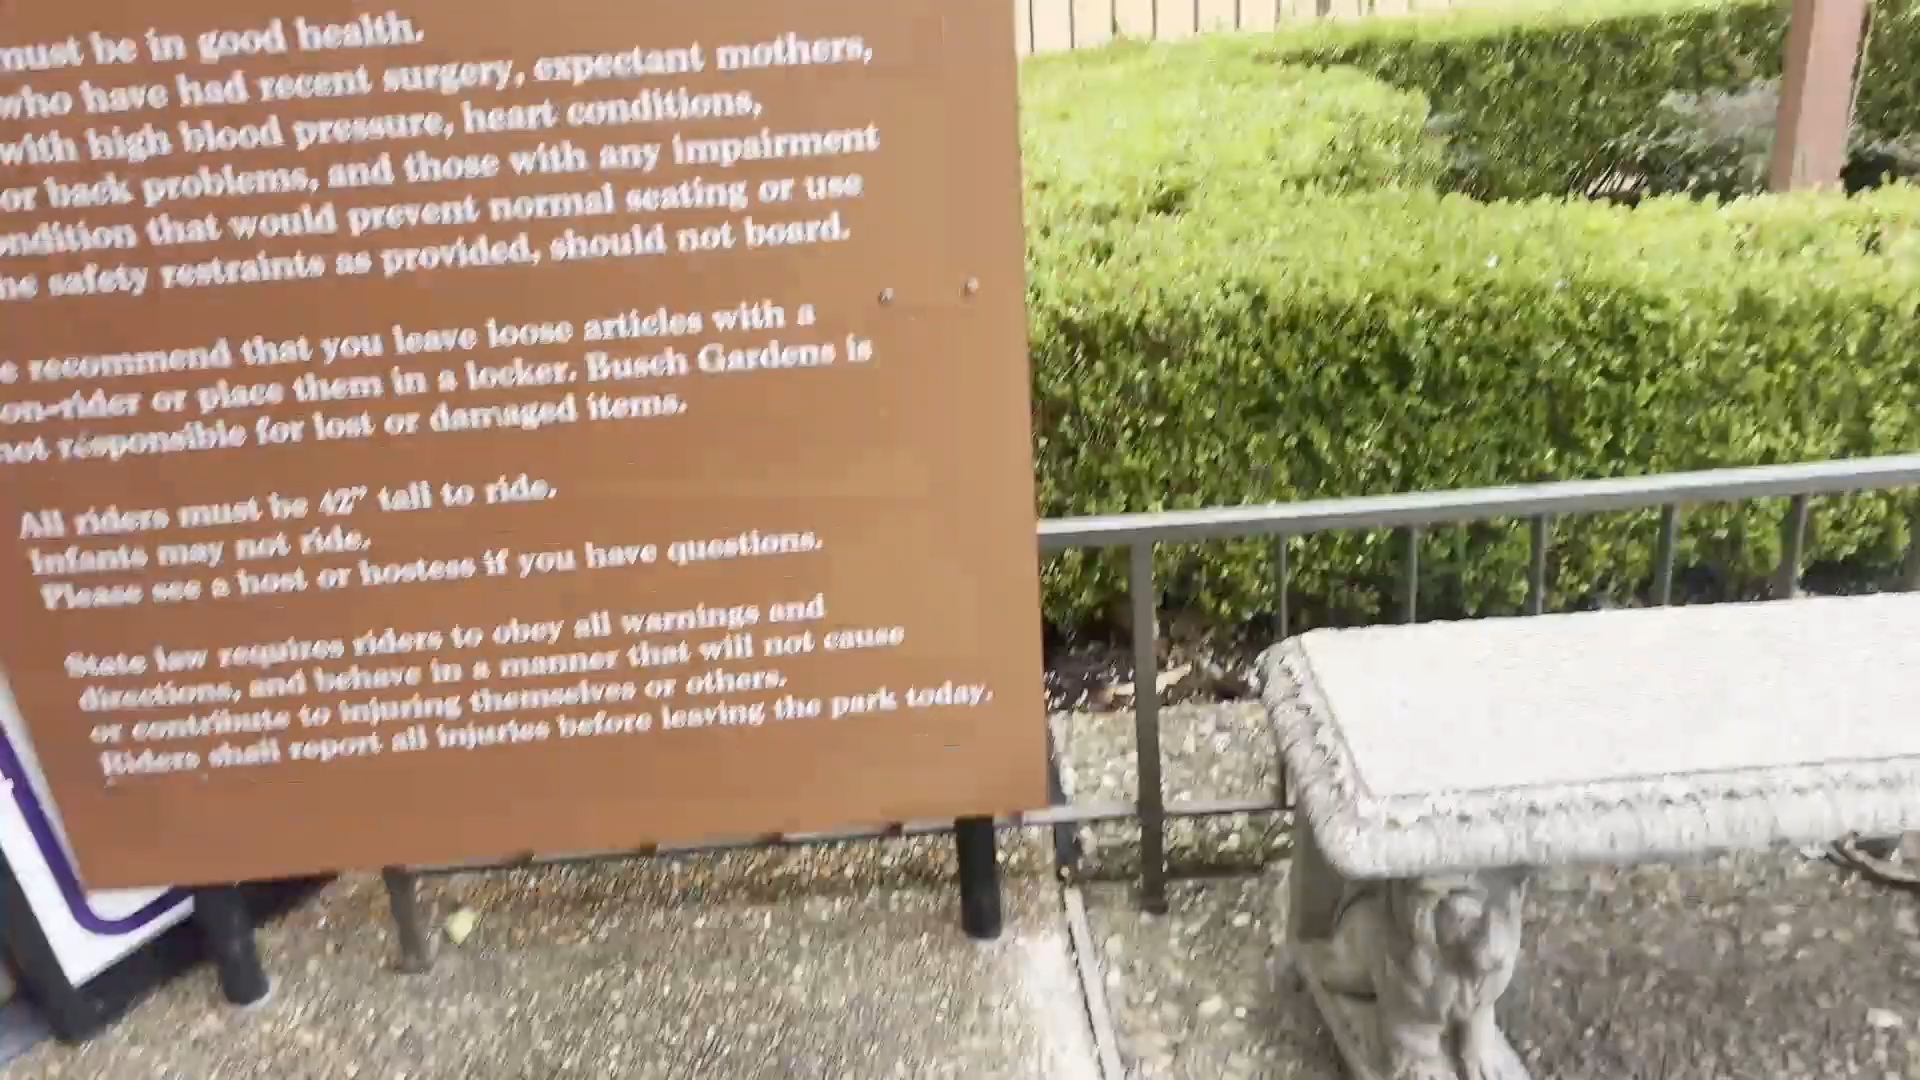 must be in good health.
who have had recent surgery, expectant mothers,
with high blood pressure, heart conditions,
or back problems, and those with any impairment
ondition that would prevent normal seating or use
he safety restraints as provided, should not board.
e recommend that you leave loose articles with a
on-rider or place them in a locker. Busch Gardens is
not responsible for lost or damaged items.
All riders must be 42" tall to ride.
Infants may not ride.
Please see a host or hostess if you have questions.
State law requires riders to obey all warnings and
directions, and behave in a manner that will not cause
or contribute to injuring themselves or others.
Riders shall report all injuries before leaving the park today.